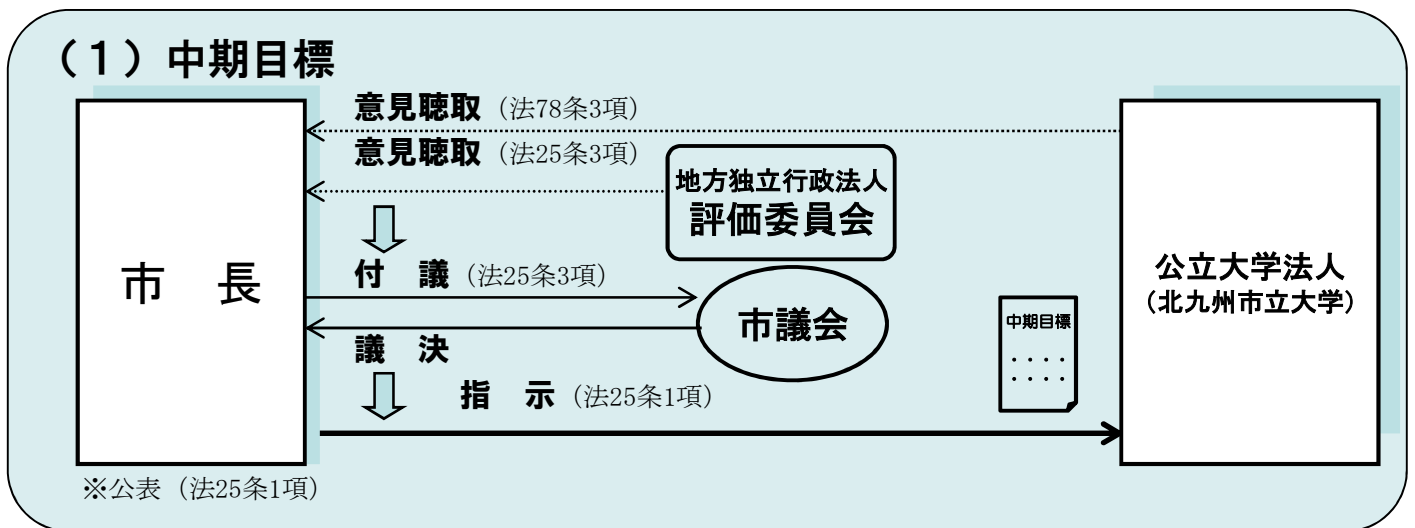 （１）中期目標
意見聴取（法78条3項）
意見聴取（法25条3項）
地方独立行政法人
評価委員会
付　議（法25条3項）
市　長
市議会
公立大学法人
（北九州市立大学）
中期目標
・・・・
・・・・
議　決
指　示（法25条1項）
※公表（法25条1項）